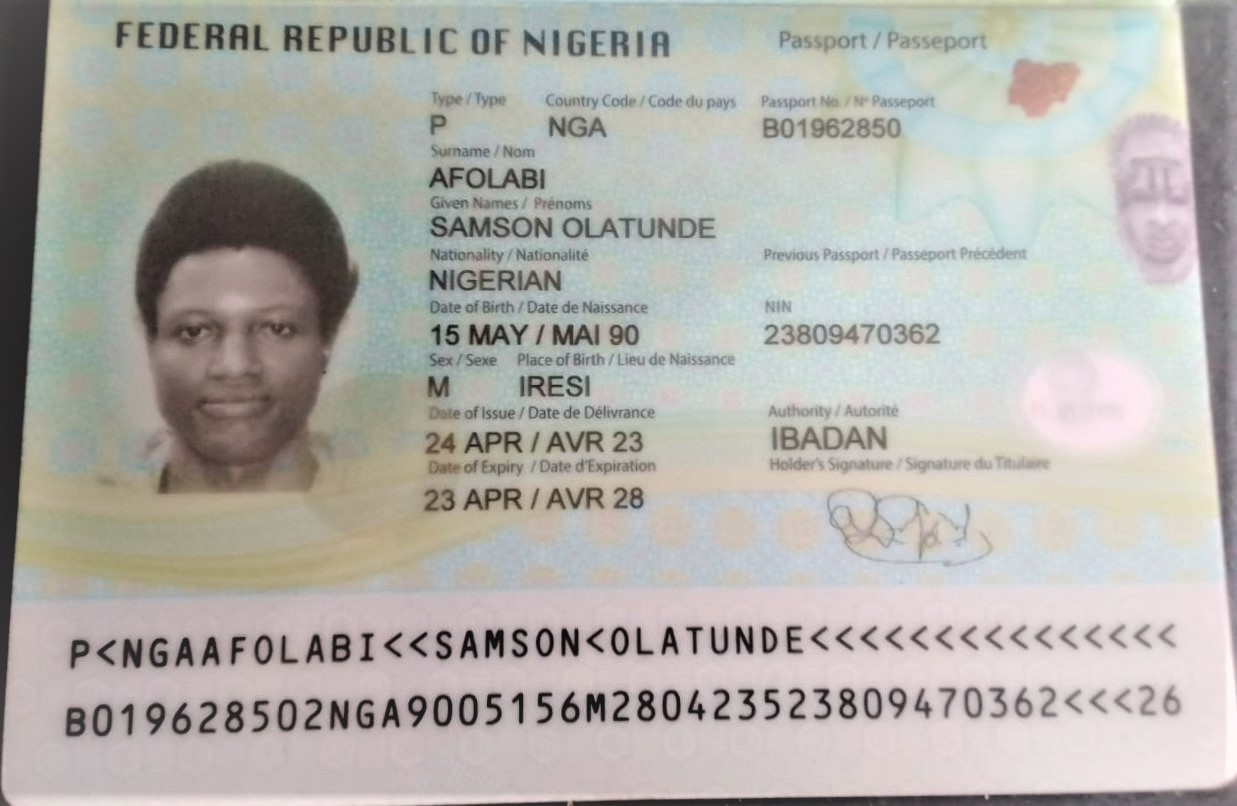 FEDERAL REPUBLIC OF NIGERIA
Passport / Passeport
Type / Type Country Code / Code du pays Passport No. / Nº Passeport
P NGA B01962850
Surname / Nom
AFOLABI
Given Names / Prénoms
SAMSON OLATUNDE
Nationality / Nationalité Previous Passport / Passeport Précédent
NIGERIAN
Date of Birth / Date de Naissance NIN
15 MAY / MAI 90 23809470362
Sex / Sexe Place of Birth / Lieu de Naissance
M IRESI
Date of Issue / Date de Délivrance Authority / Autorité
24 APR / AVR 23 IBADAN
Date of Expiry / Date d'Expiration Holder's Signature / Signature du Titulaire
23 APR / AVR 28
P<NGAAFOLABI<<SAMSON<OLATUNDE<<<<<<<<<<<<<<<
B019628502NGA9005156M280423523809470362<<<26